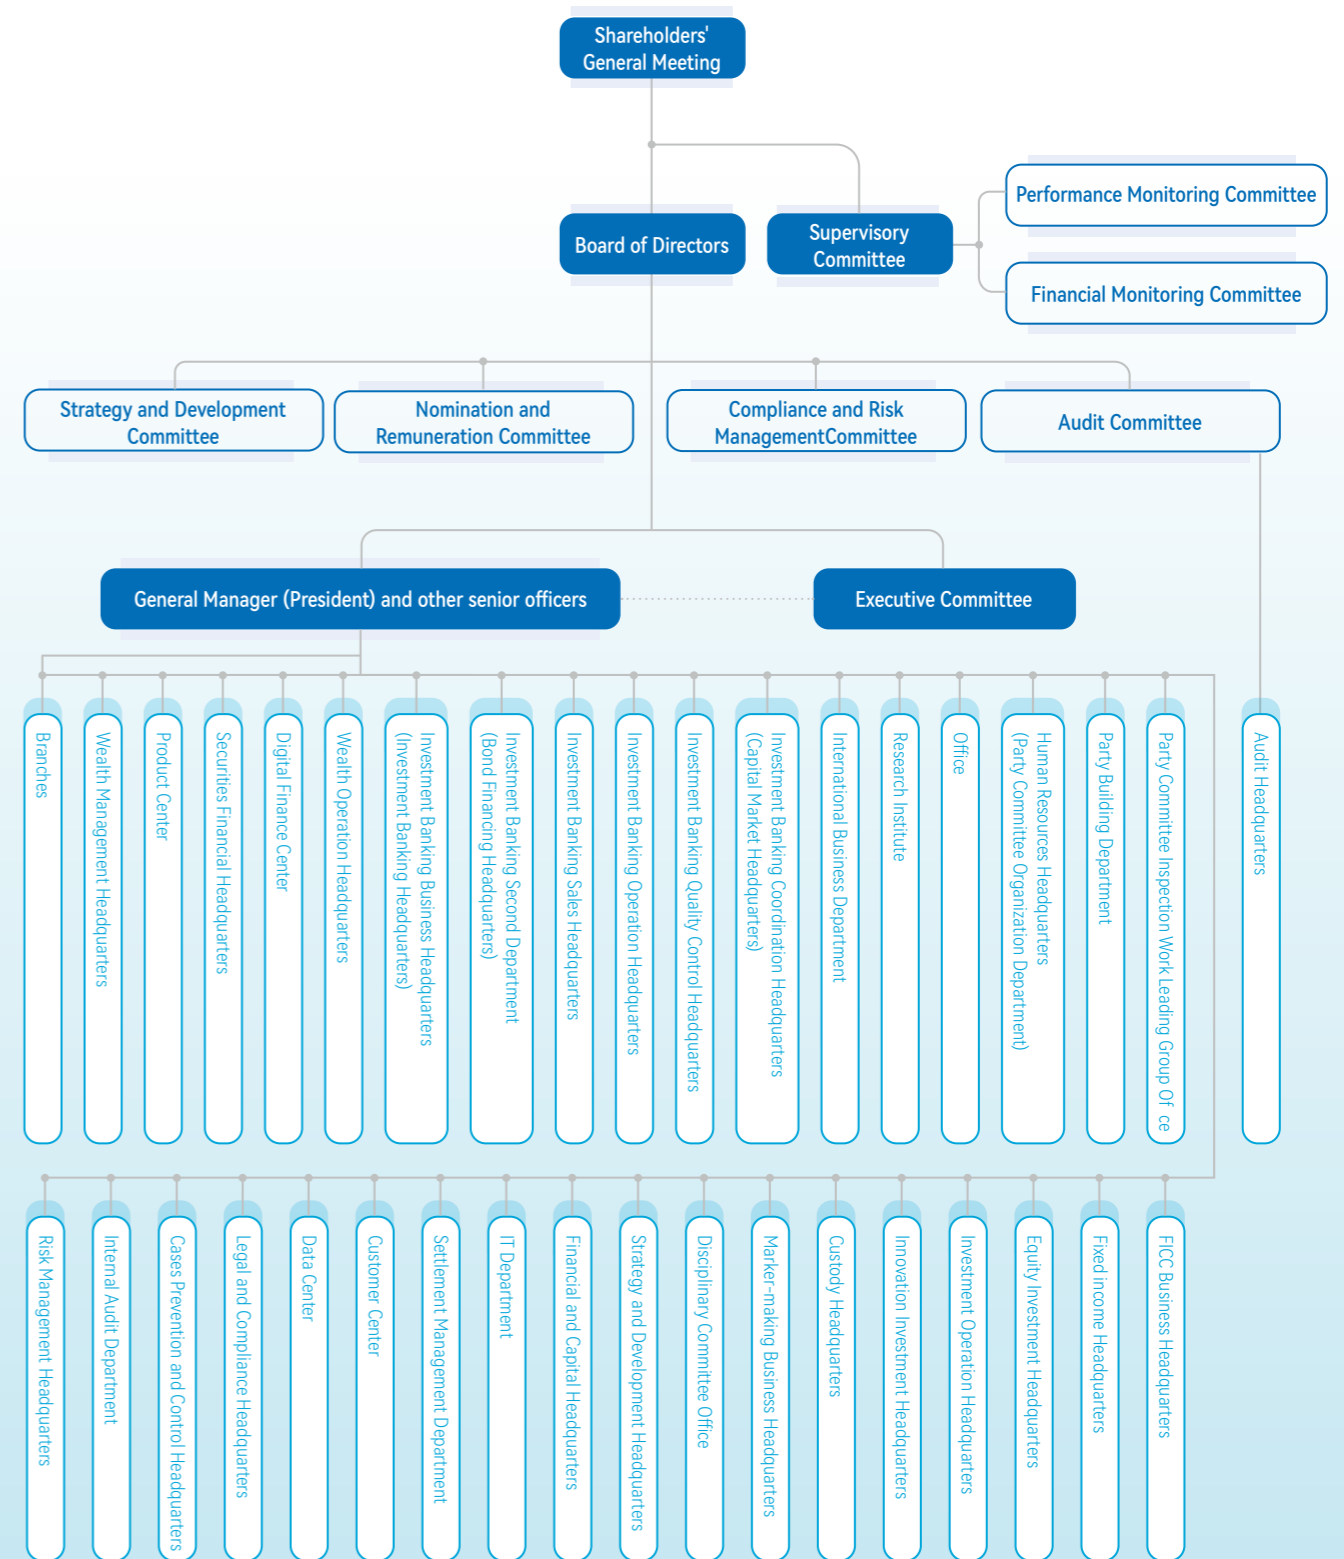 Shareholders'
General Meeting
Board of Directors
Supervisory
Committee
Performance Monitoring Committee
Financial Monitoring Committee
Strategy and Development
Committee
Nomination and
Remuneration Committee
Compliance and Risk
ManagementCommittee
Audit Committee
General Manager (President) and other senior officers
Executive Committee
Branches
Wealth Management Headquarters
Product Center
Securities Financial Headquarters
Digital Finance Center
Wealth Operation Headquarters
Investment Banking Business Headquarters
(Investment Banking Headquarters)
Investment Banking Second Department
(Bond Financing Headquarters)
Investment Banking Sales Headquarters
Investment Banking Operation Headquarters
Investment Banking Quality Control Headquarters
Investment Banking Coordination Headquarters
(Capital Market Headquarters)
International Business Department
Research Institute
Office
Human Resources Headquarters
(Party Committee Organization Department)
Party Building Department
Party Committee Inspection Work Leading Group Of ce
Audit Headquarters
Risk Management Headquarters
Internal Audit Department
Cases Prevention and Control Headquarters
Legal and Compliance Headquarters
Data Center
Customer Center
Settlement Management Department
IT Department
Financial and Capital Headquarters
Strategy and Development Headquarters
Disciplinary Committee Office
Marker-making Business Headquarters
Custody Headquarters
Innovation Investment Headquarters
Investment Operation Headquarters
Equity Investment Headquarters
Fixed income Headquarters
FICC Business Headquarters